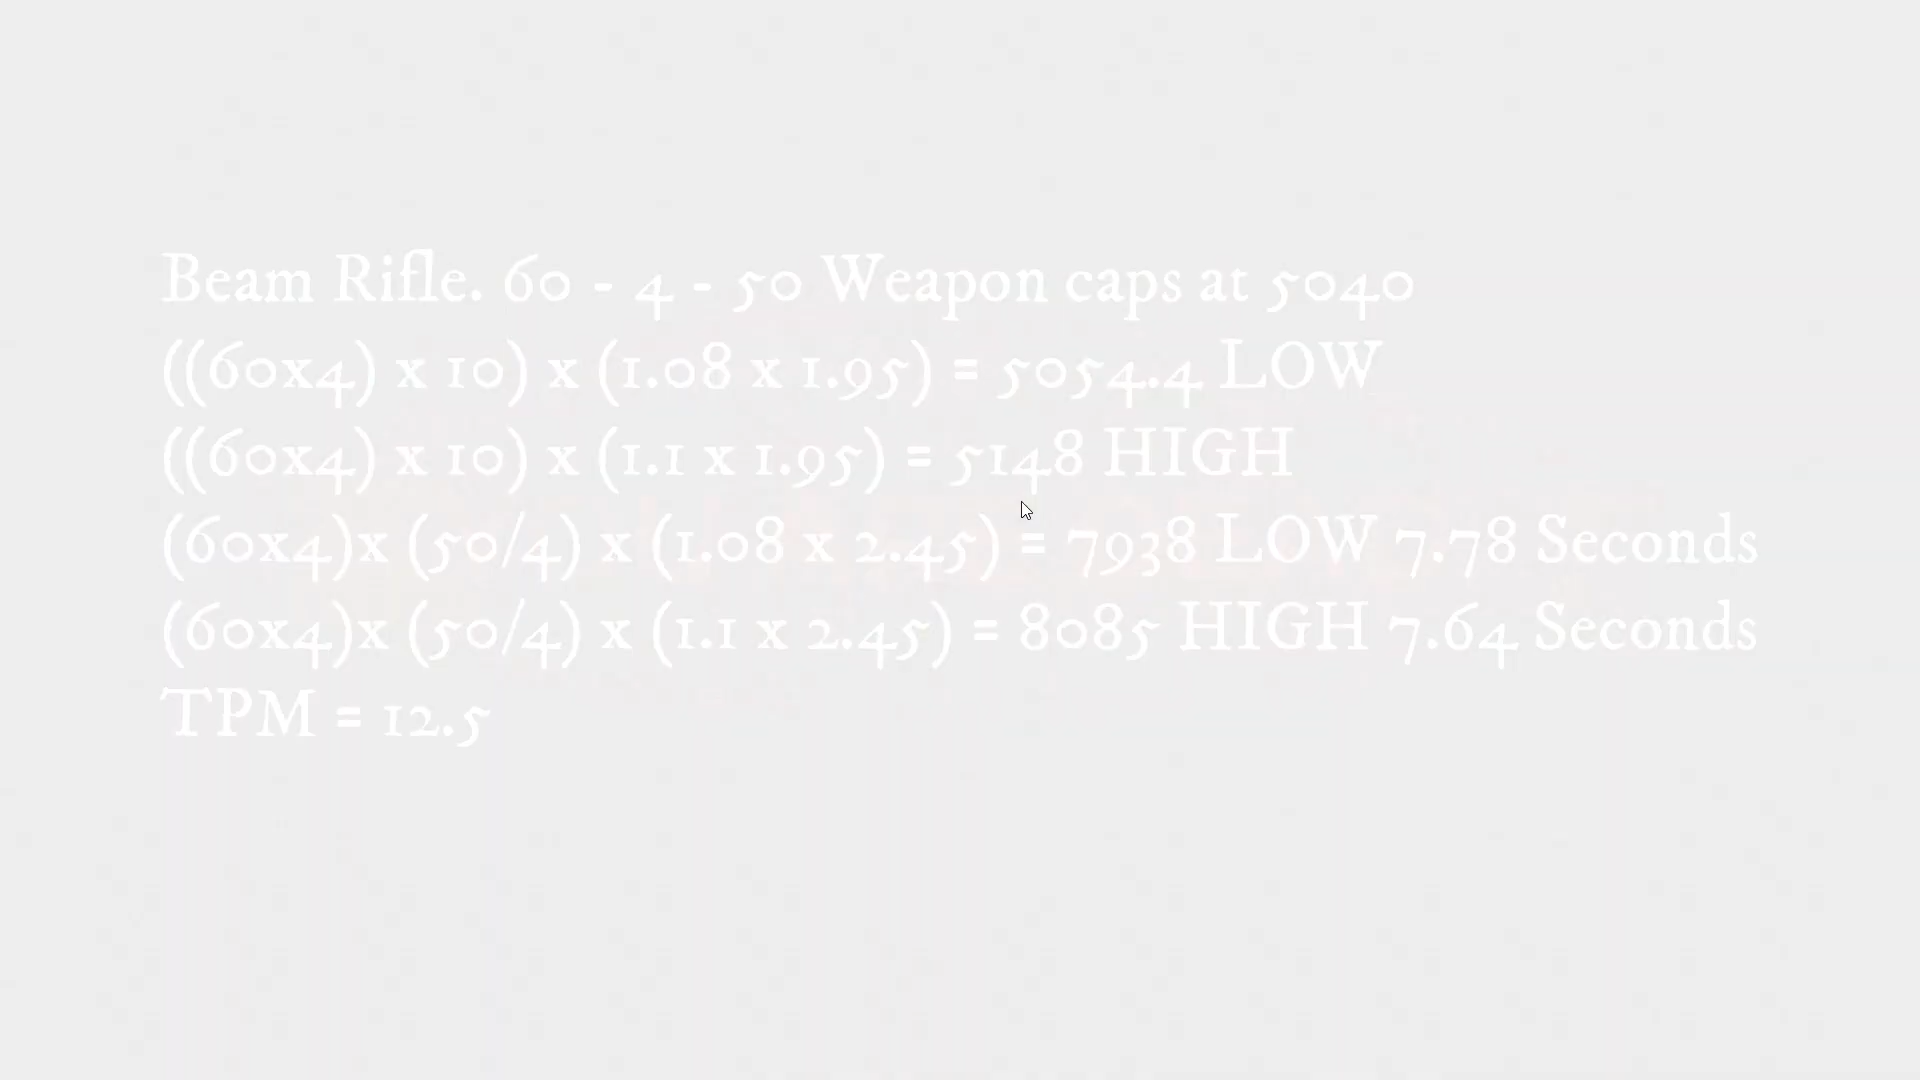 Beam Rifle. 60 - 4 - 50 Weapon caps at 5040
((60x4) x 10) x (1.08 x 1.95) = 5054.4 LOW
((60x4) x 10) x (1.1 x 1.95) = 5148 HIGH
(60x4)x (50/4) x (1.08 x 2.45) = 7938 LOW 7.78 Seconds
(60x4)x (50/4) x (1.1 x 2.45) = 8085 HIGH 7.64 Seconds
TPM = 12.5